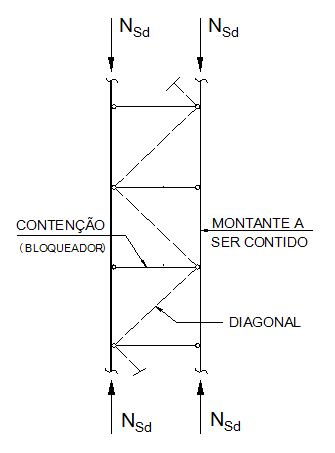 NSd NSd
CONTENÇÃO
(BLOQUEADOR)
MONTANTE A
SER CONTIDO
DIAGONAL
NSd NSd